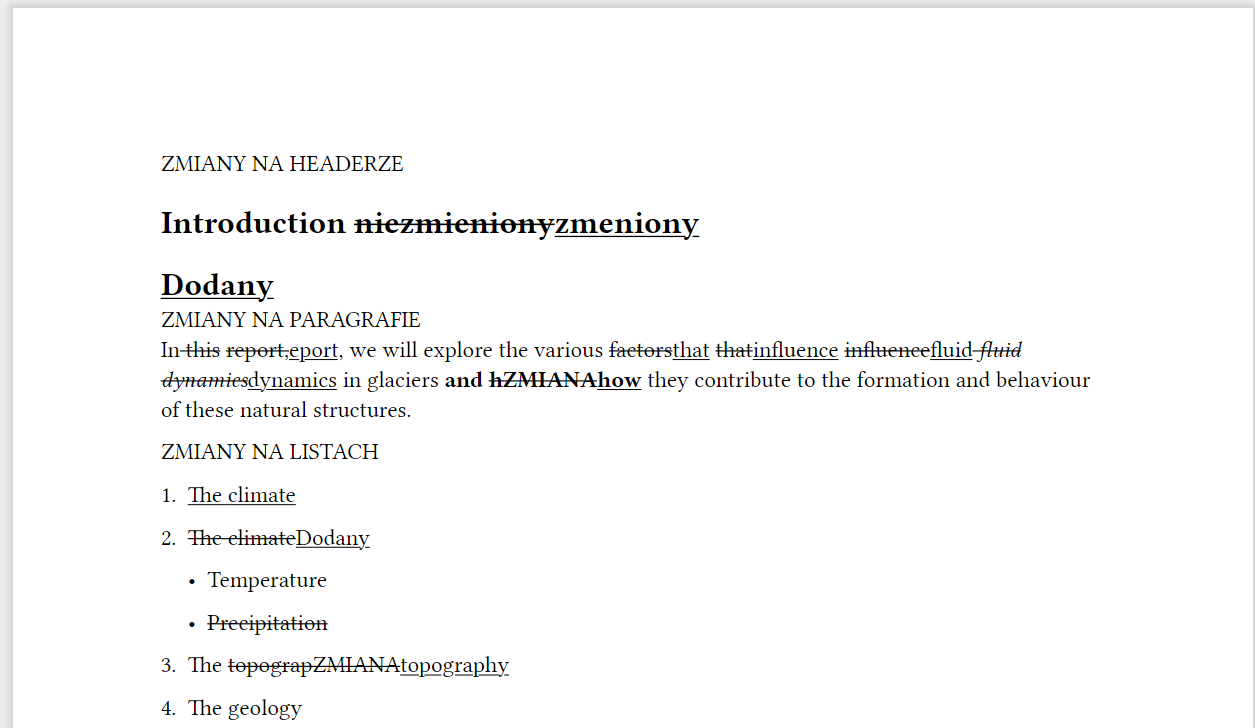 ZMIANY NA HEADERZE
Introduction niezmienionyzmeniony
Dodany
ZMIANY NA PARAGRAFIE
In this report,eport, we will explore the various factorsthat thatinfluence influencefluid fluid
dynamicsdynamics in glaciers and hZMIANAhow they contribute to the formation and behaviour
of these natural structures.
ZMIANY NA LISTACH
1. The climate
2. The climateDodany
• Temperature
• Precipitation
3. The topograpZMIANAtopography
4. The geology